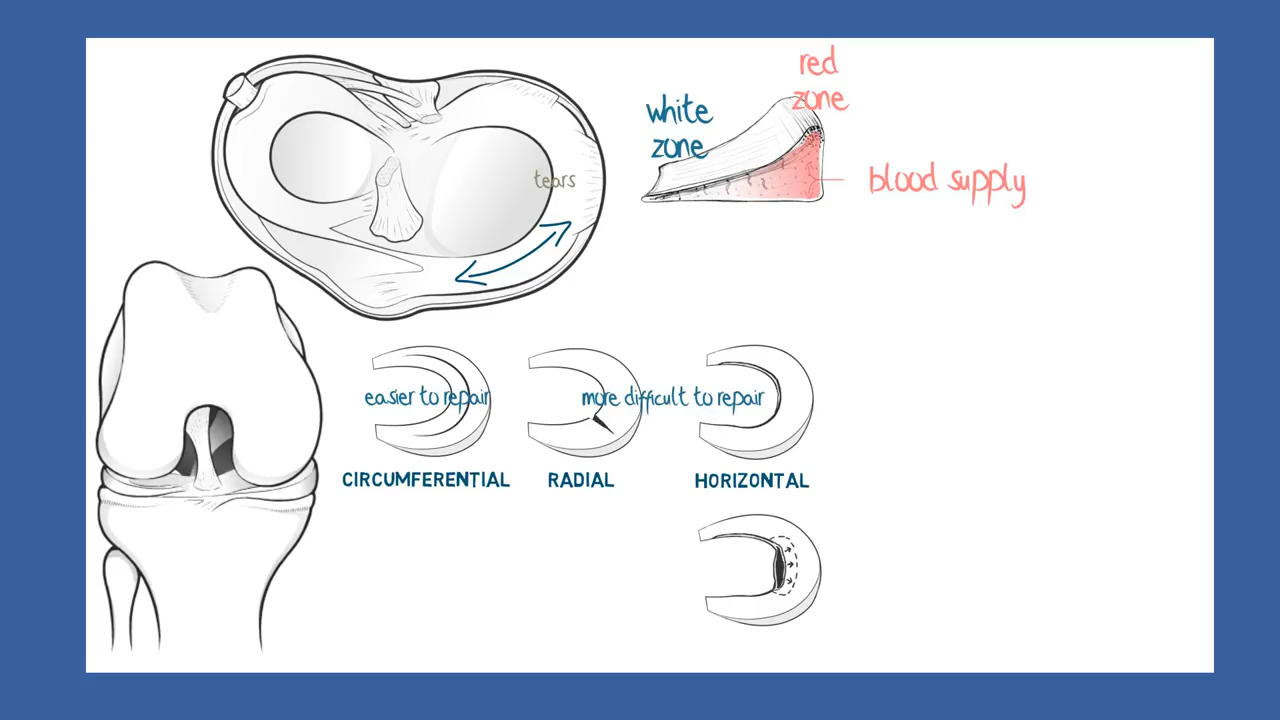 red
zone
white
zone
tears
blood supply
easier to repair
more difficult to repair
CIRCUMFERENTIAL
RADIAL
HORIZONTAL